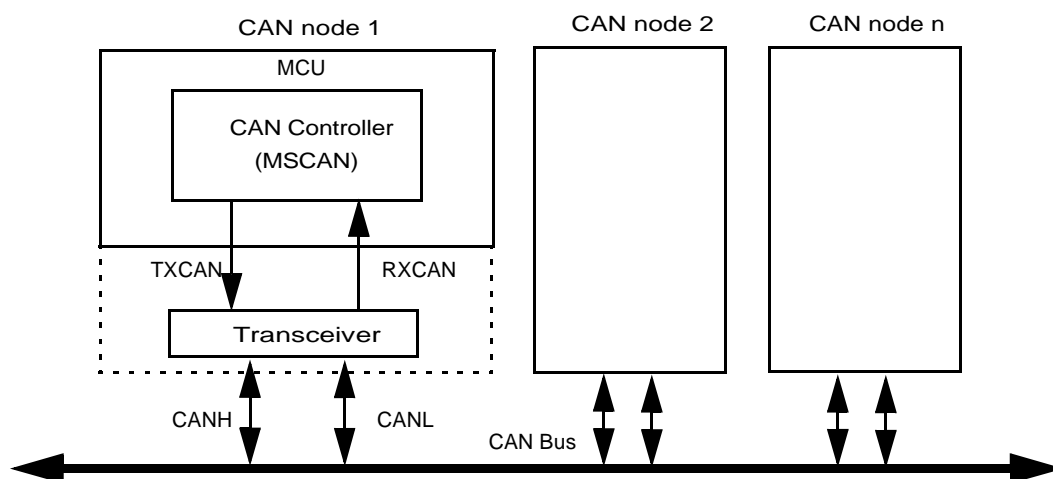 CAN node 1
CAN node 2
CAN node n
MCU
CAN Controller
(MSCAN)
TXCAN
RXCAN
Transceiver
CANH
CANL
CAN Bus